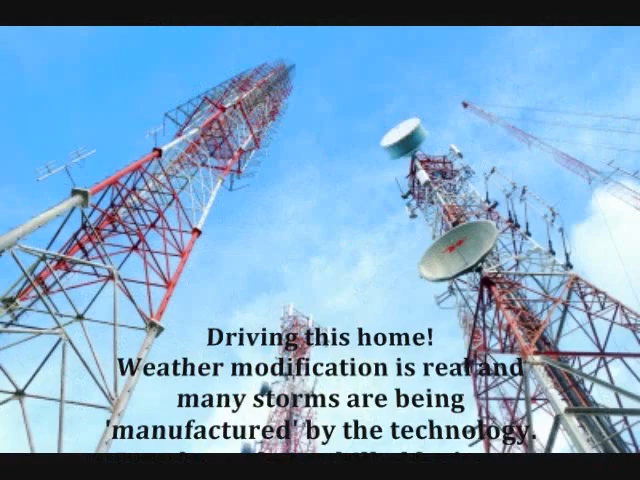 Driving this home!
Weather modification is real and
many storms are being
'manufactured' by the technology.